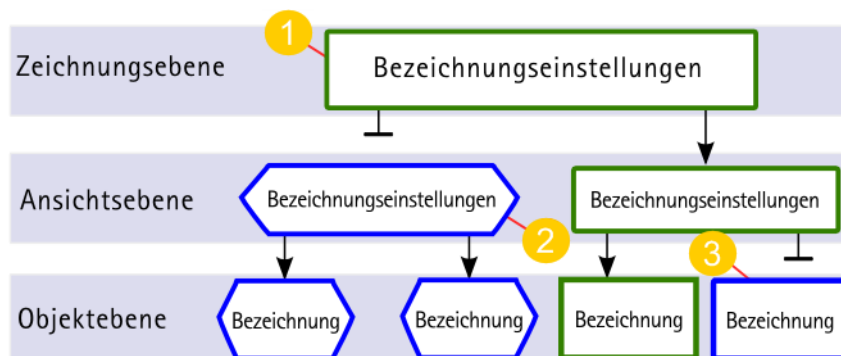 1
Zeichnungsebene
Bezeichnungseinstellungen
Ansichtsebene
Bezeichnungseinstellungen
Bezeichnungseinstellungen
2
3
Objektebene
Bezeichnung
Bezeichnung
Bezeichnung
Bezeichnung